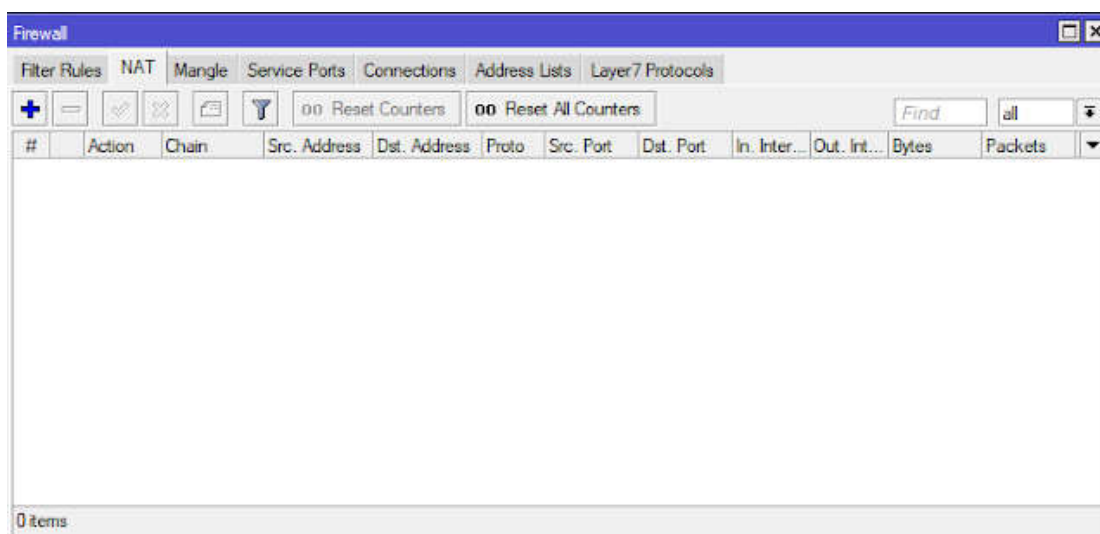 Firewall
Filter Rules NAT Mangle Service Ports Connections Address Lists Layer7 Protocols
00 Reset Counters 00 Reset All Counters Find all
# Action Chain Src. Address Dst. Address Proto Src. Port Dst. Port In. Inter... Out. Int... Bytes Packets
0 items